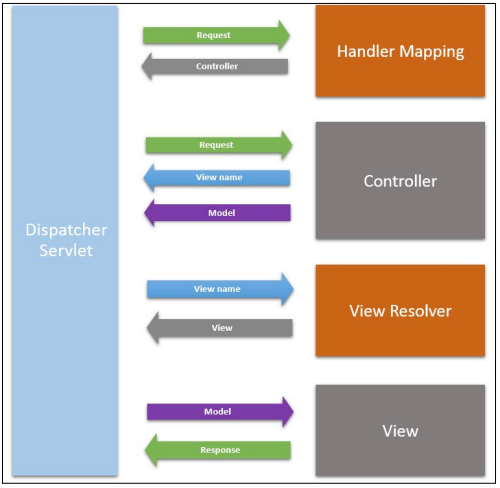 Request
Handler Mapping
Controller
Request
View name
Controller
Model
Dispatcher
Servlet
View name
View Resolver
View
Model
View
Response